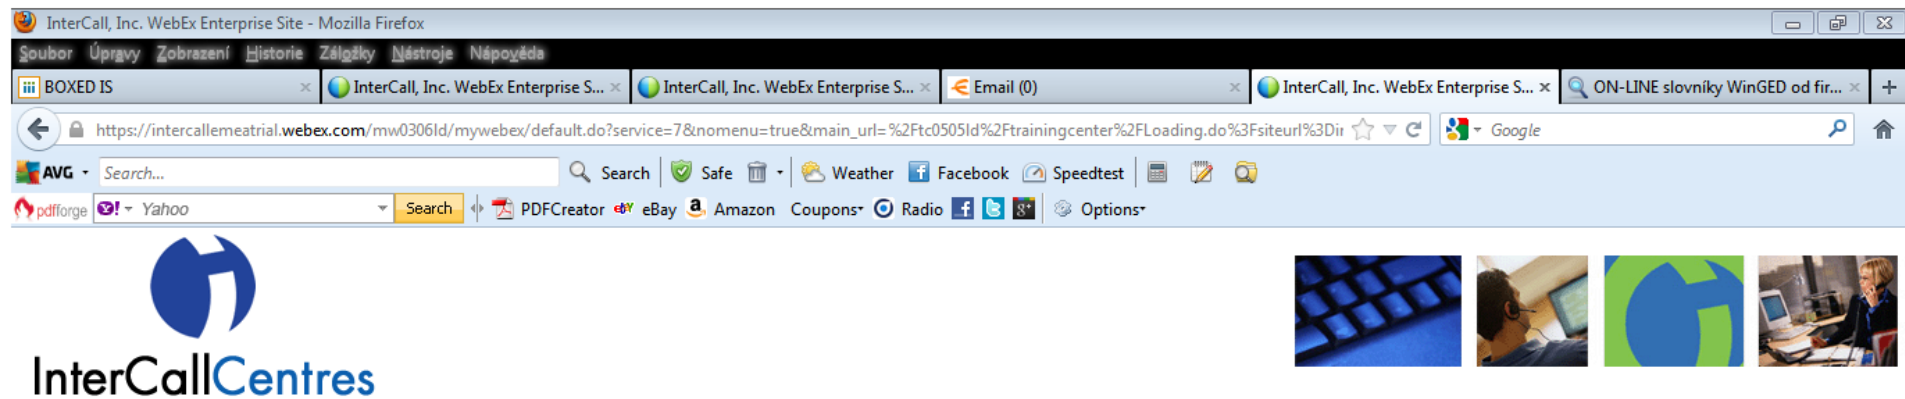 InterCall, Inc. WebEx Enterprise Site - Mozilla Firefox
Soubor Úpravy Zobrazení Historie Záložky Nástroje Nápověda
BOXED IS InterCall, Inc. WebEx Enterprise S... InterCall, Inc. WebEx Enterprise S... Email (0) InterCall, Inc. WebEx Enterprise S... ON-LINE slovníky WinGED od fir...
https://intercallemeatrial.webex.com/mw0306ld/mywebex/default.do?service=7&nomenu=true&main_url=%2Ftc0505ld%2Ftrainingcenter%2FLoading.do%3Fsiteurl%3Dir Google
AVG Search... Search Safe Weather Facebook Speedtest
pdfforge Yahoo Search PDFCreator ebY eBay a Amazon Coupons Radio Options
InterCallCentres